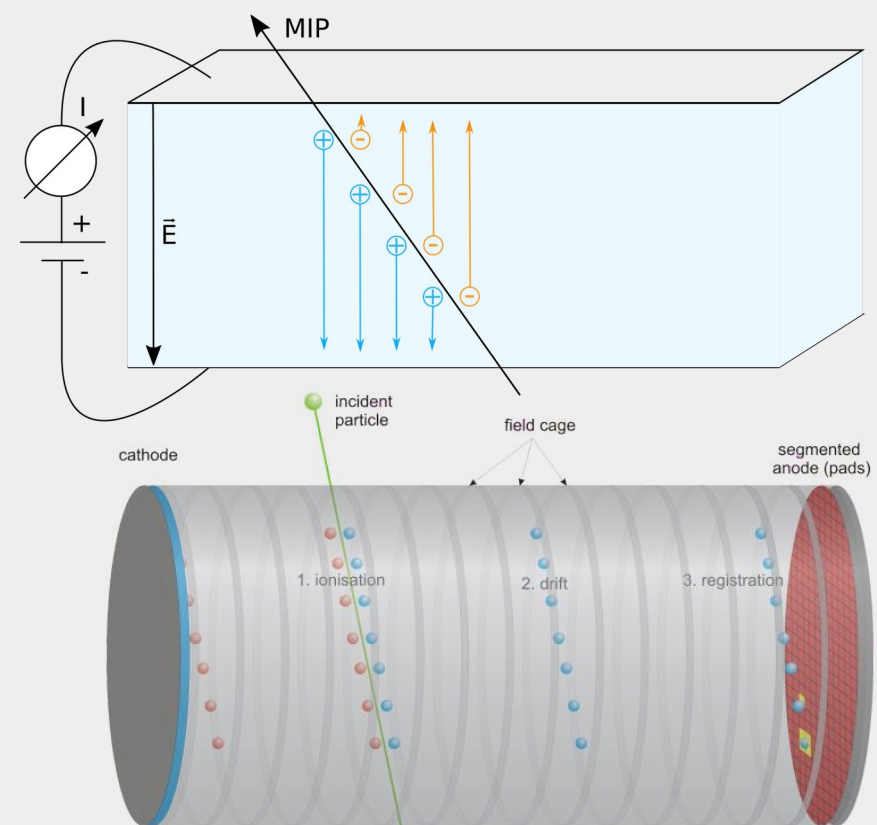 MIP
I
+
-
E⃗
incident
particle
field cage
cathode
segmented
anode (pads)
1. ionisation
2. drift
3. registration